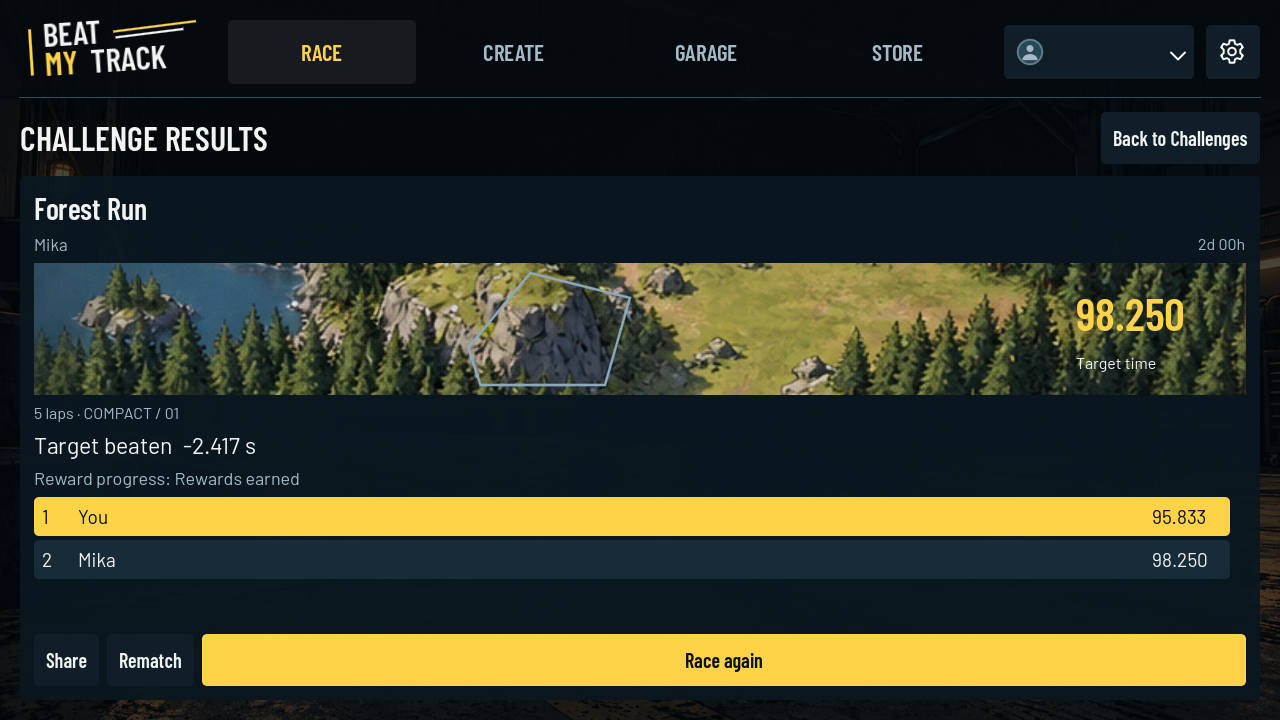 BEAT
MY TRACK
RACE
CREATE
GARAGE
STORE
CHALLENGE RESULTS
Back to Challenges
Forest Run
Mika
2d 00h
98.250
Target time
5 laps · COMPACT / 01
Target beaten -2.417 s
Reward progress: Rewards earned
1 You 95.833
2 Mika 98.250
Share
Rematch
Race again